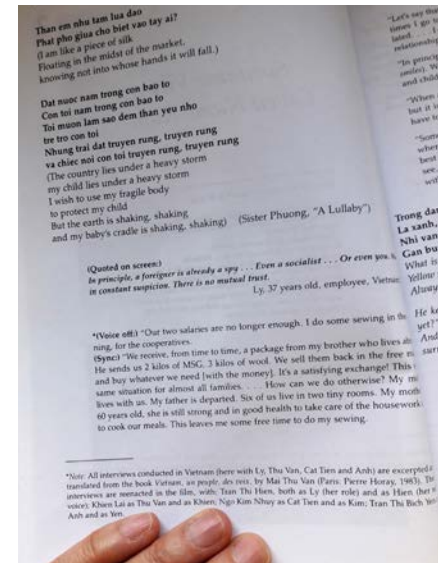 Than em nhu tam lua dao
Phat pho giua cho biet vao tay ai?
(I am like a piece of silk
Floating in the midst of the market,
knowing not into whose hands it will fall.)
Dat nuoc nam trong con bao to
Con toi nam trong con bao to
Toi muon lam sao dem than yeu nho
tre tro con toi
Nhung trai dat truyen rung, truyen rung
va chiec noi con toi truyen rung, truyen rung
(The country lies under a heavy storm
my child lies under a heavy storm
I wish to use my fragile body
to protect my child
But the earth is shaking, shaking
and my baby's cradle is shaking, shaking) (Sister Phuong, "A Lullaby")
(Quoted on screen:)
In principle, a foreigner is already a spy . . . Even a socialist . . . Or even you.
in constant suspicion. There is no mutual trust.
Ly, 37 years old, employee,
*(Voice off:) "Our two salaries are no longer enough. I do some sewing in the
ning, for the cooperatives.
(Sync) "We receive, from time to time, a package from my brother who lives
He sends us 2 kilos of MSG, 3 kilos of wool. We sell them back in the free
and buy whatever we need [with the money]. It's a satisfying exchange! This
same situation for almost all families. . . . How can we do otherwise? My
lives with us. My father is departed. Six of us live in two tiny rooms. My
60 years old, she is still strong and in good health to take care of the
to cook our meals. This leaves me some free time to do my sewing.
*Note: All interviews conducted in Vietnam (here with Ly, Thu Van, Cat Tien and Anh) are
translated from the book Vietnam, un peuple, des voix, by Mai Thu Van (Paris: Pierre Horay, 1983). The
interviews are reenacted in the film, with: Tran Thi Hien, both as Ly (her role) and as Hien (her
voice); Khien Lai as Thu Van and as Khien; Ngo Kim Nhuy as Cat Tien and as Kim; Tran Thi Bich Yen
Anh and as Yen.
"Let's say
times I go
relationship
"In
and
"When
but it
have
"Some
when
best
see
Trong
La xanh,
Nhi van
Gan
What is
Yellow
Alway
He
yet?"
And